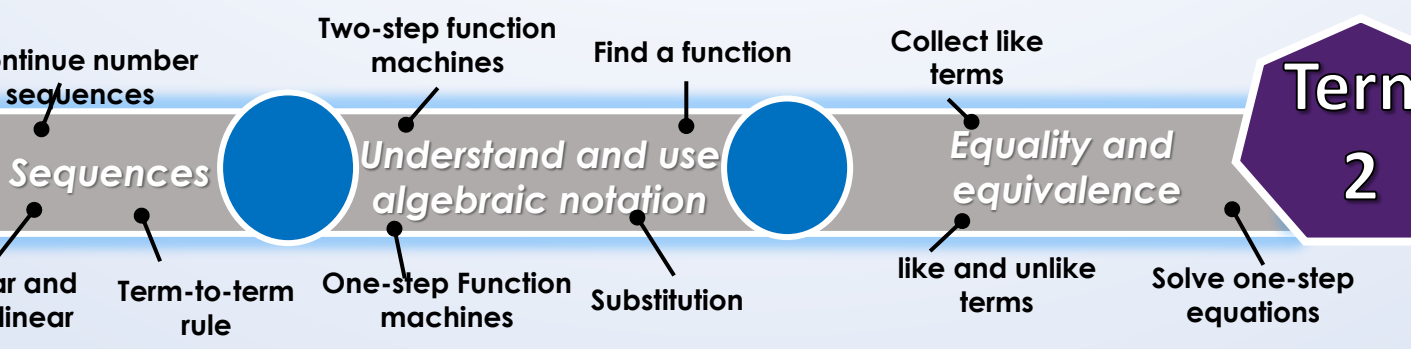 ntinue number
sequences
Two-step function
machines
Find a function
Collect like
terms
Sequences
Understand and use
algebraic notation
Equality and
equivalence
2
ar and
linear
Term-to-term
rule
One-step Function
machines
Substitution
like and unlike
terms
Solve one-step
equations